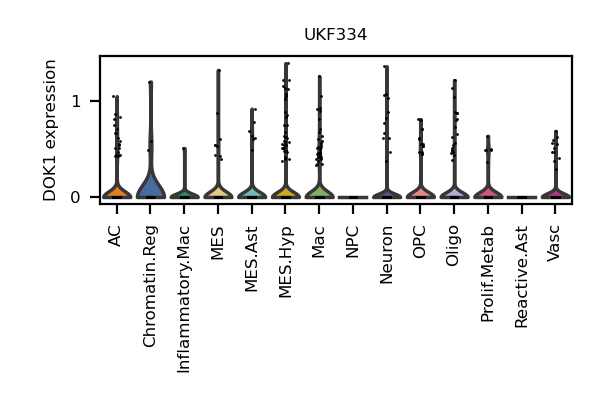 UKF334
DOK1 expression
1
0
AC
Chromatin.Reg
Inflammatory.Mac
MES
MES.Ast
MES.Hyp
Mac
NPC
Neuron
OPC
Oligo
Prolif.Metab
Reactive.Ast
Vasc